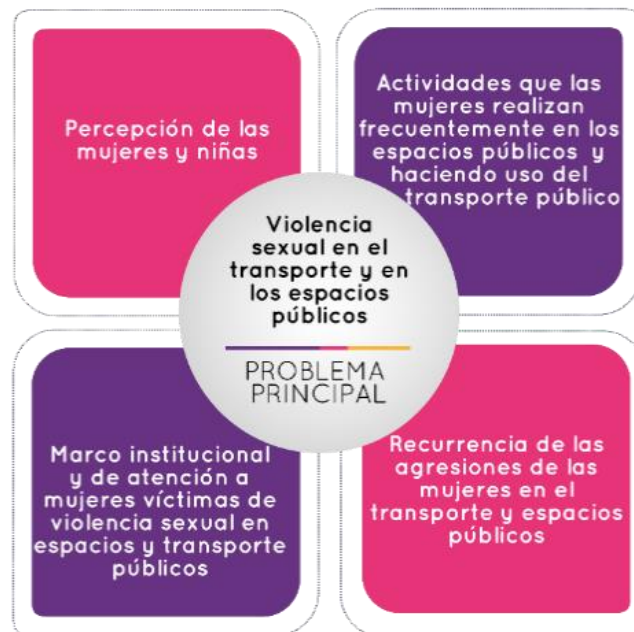 Percepción de las
mujeres y niñas
Actividades que las
mujeres realizan
frecuentemente en los
espacios públicos y
haciendo uso del
transporte público
Violencia
sexual en el
transporte y en
los espacios
públicos
PROBLEMA
PRINCIPAL
Marco institucional
y de atención a
mujeres víctimas de
violencia sexual en
espacios y transporte
públicos
Recurrencia de las
agresiones de las
mujeres en el
transporte y espacios
públicos